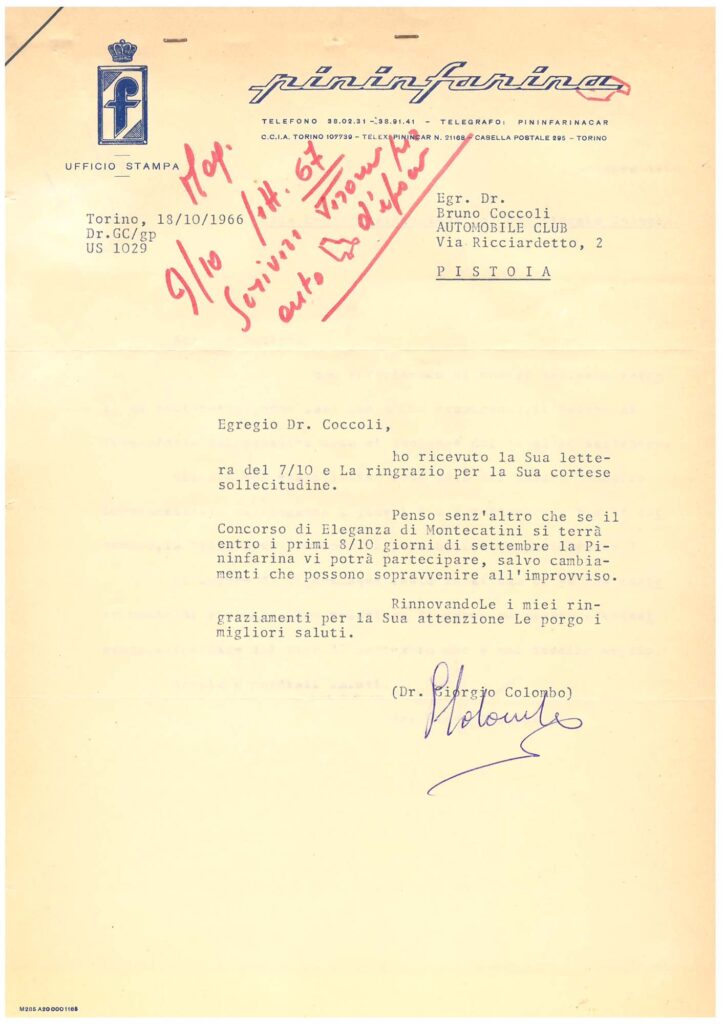 f
pininfarina
TELEFONO 38.02.31 - 38.91.41 - TELEGRAFO: PININFARINACAR
C.C.I.A. TORINO 107739 - TELEX: PININCAR N. 21168 - CASELLA POSTALE 295 - TORINO
UFFICIO STAMPA
9/10 sett. 67
auto d'epoca
Torino, 18/10/1966
Dr.GC/gp
US 1029
Egr. Dr.
Bruno Coccoli
AUTOMOBILE CLUB
Via Ricciardetto, 2
P I S T O I A
Egregio Dr. Coccoli,
ho ricevuto la Sua lette-
ra del 7/10 e La ringrazio per la Sua cortese
sollecitudine.
Penso senz'altro che se il
Concorso di Eleganza di Montecatini si terrà
entro i primi 8/10 giorni di settembre la Pi-
ninfarina vi potrà partecipare, salvo cambia-
menti che possono sopravvenire all'improvviso.
RinnovandoLe i miei rin-
graziamenti per la Sua attenzione Le porgo i
migliori saluti.
(Dr. Giorgio Colombo)
M285 A20000 1165